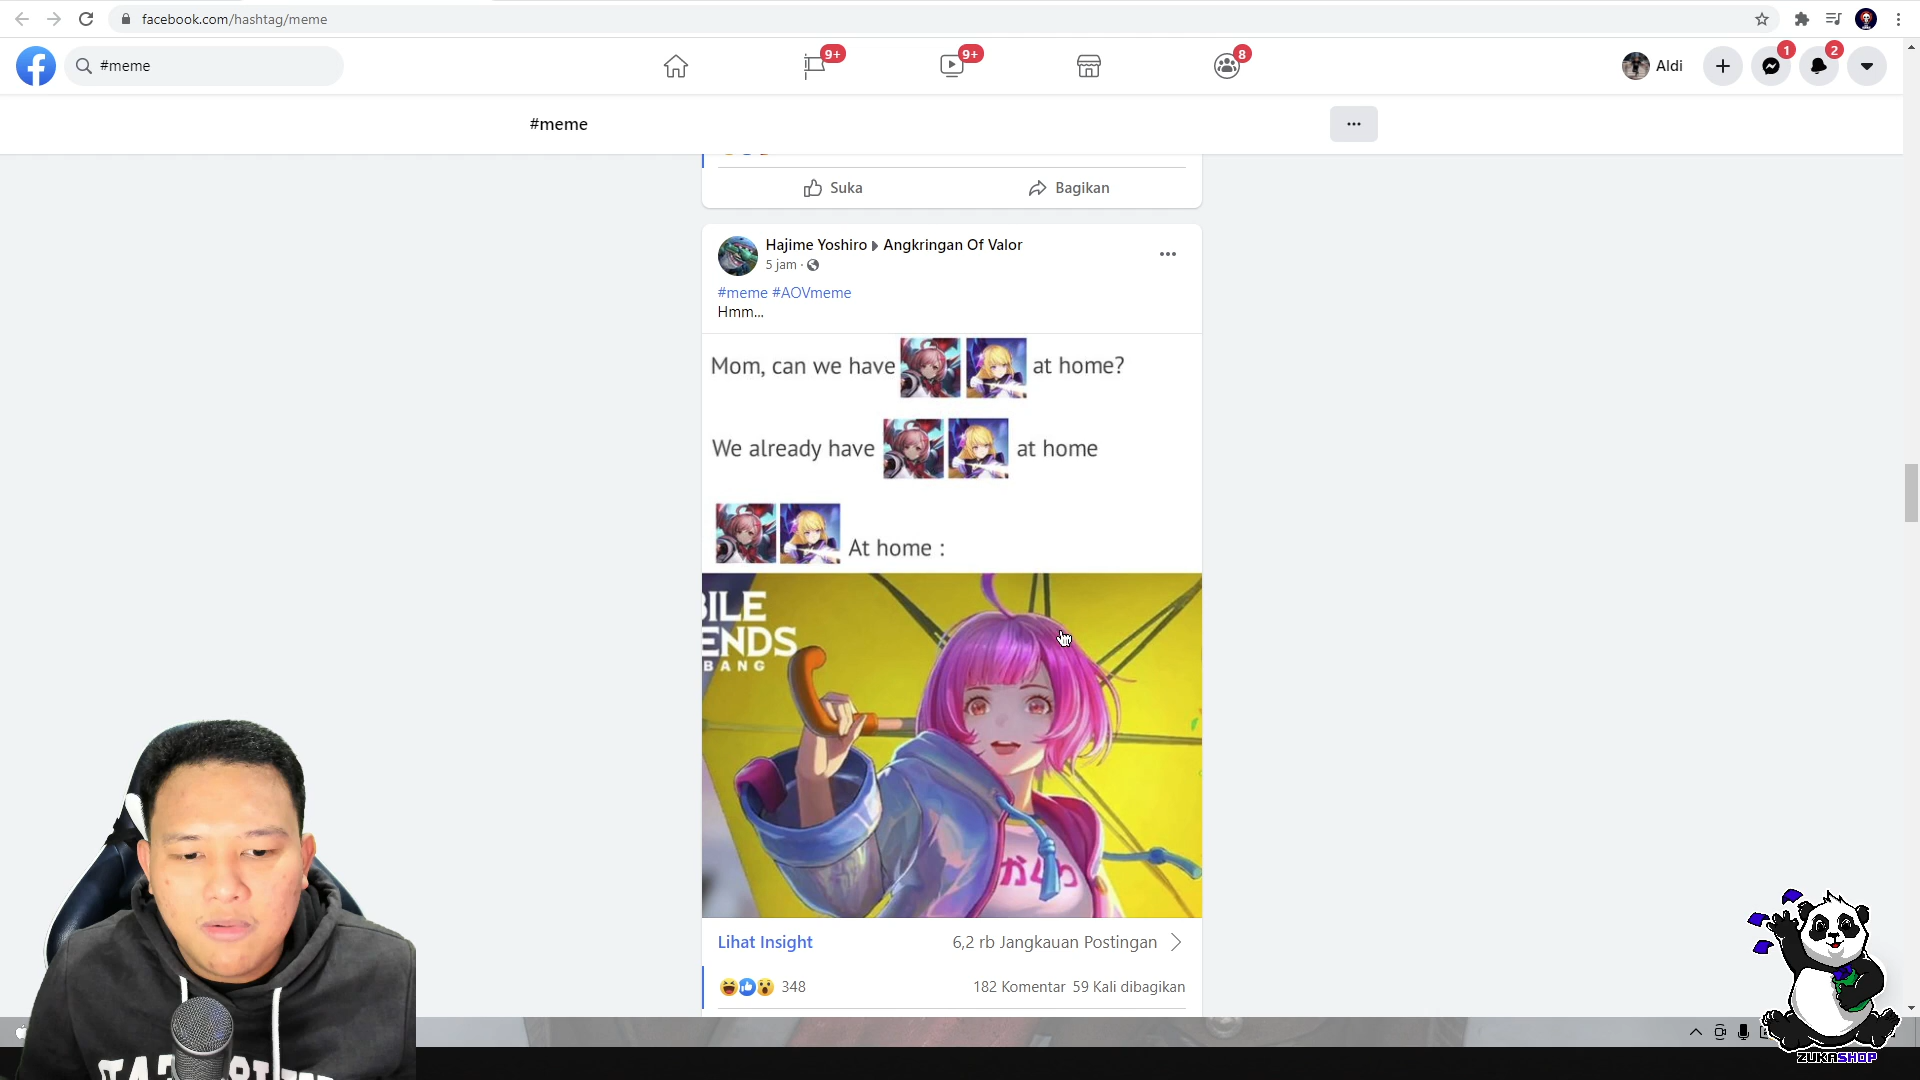 facebook.com/hashtag/meme
#meme
9+
9+
8
Aldi
1
2
#meme
Suka
Bagikan
Hajime Yoshiro
Angkringan Of Valor
5 jam ·
#meme #AOVmeme
Hmm...
Mom, can we have at home?
We already have at home
At home :
BILE
ENDS
BANG
Lihat Insight
6,2 rb Jangkauan Postingan
348
182 Komentar 59 Kali dibagikan
ZUKASHOP